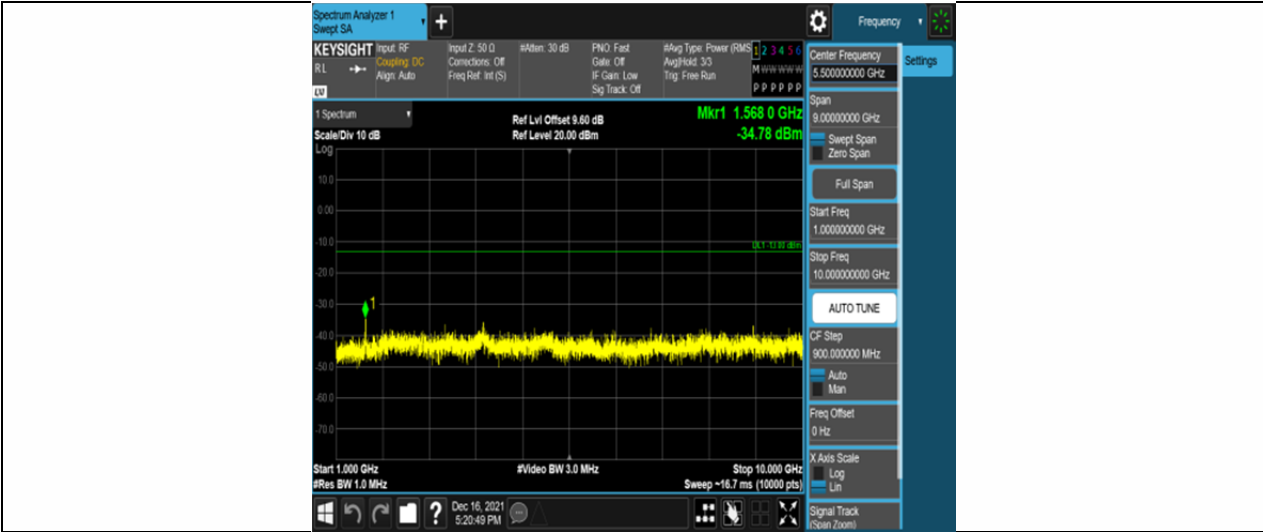 Spectrum Analyzer 1
Swept SA
+
Frequency
KEYSIGHT
RL
LV
Input: RF
Coupling: DC
Align: Auto
Input Z: 50 Ω
Corrections: Off
Freq Ref: Int (S)
#Atten: 30 dB
PNO: Fast
Gate: Off
IF Gain: Low
Sig Track: Off
#Avg Type: Power (RMS
Avg|Hold: 3/3
Trig: Free Run
1 2 3 4 5 6
M W W W W W
P P P P P P
1 Spectrum
Scale/Div 10 dB
Ref Lvl Offset 9.60 dB
Ref Level 20.00 dBm
Mkr1 1.568 0 GHz
-34.78 dBm
Log
10.0
0.00
-10.0
DL1 -13.00 dBm
-20.0
-30.0
1
-40.0
-50.0
-60.0
-70.0
Start 1.000 GHz
#Res BW 1.0 MHz
#Video BW 3.0 MHz
Stop 10.000 GHz
Sweep ~16.7 ms (10000 pts)
?
Dec 16, 2021
5:20:49 PM
Center Frequency
5.500000000 GHz
Settings
Span
9.00000000 GHz
Swept Span
Zero Span
Full Span
Start Freq
1.000000000 GHz
Stop Freq
10.000000000 GHz
AUTO TUNE
CF Step
900.000000 MHz
Auto
Man
Freq Offset
0 Hz
X Axis Scale
Log
Lin
Signal Track
(Span Zoom)